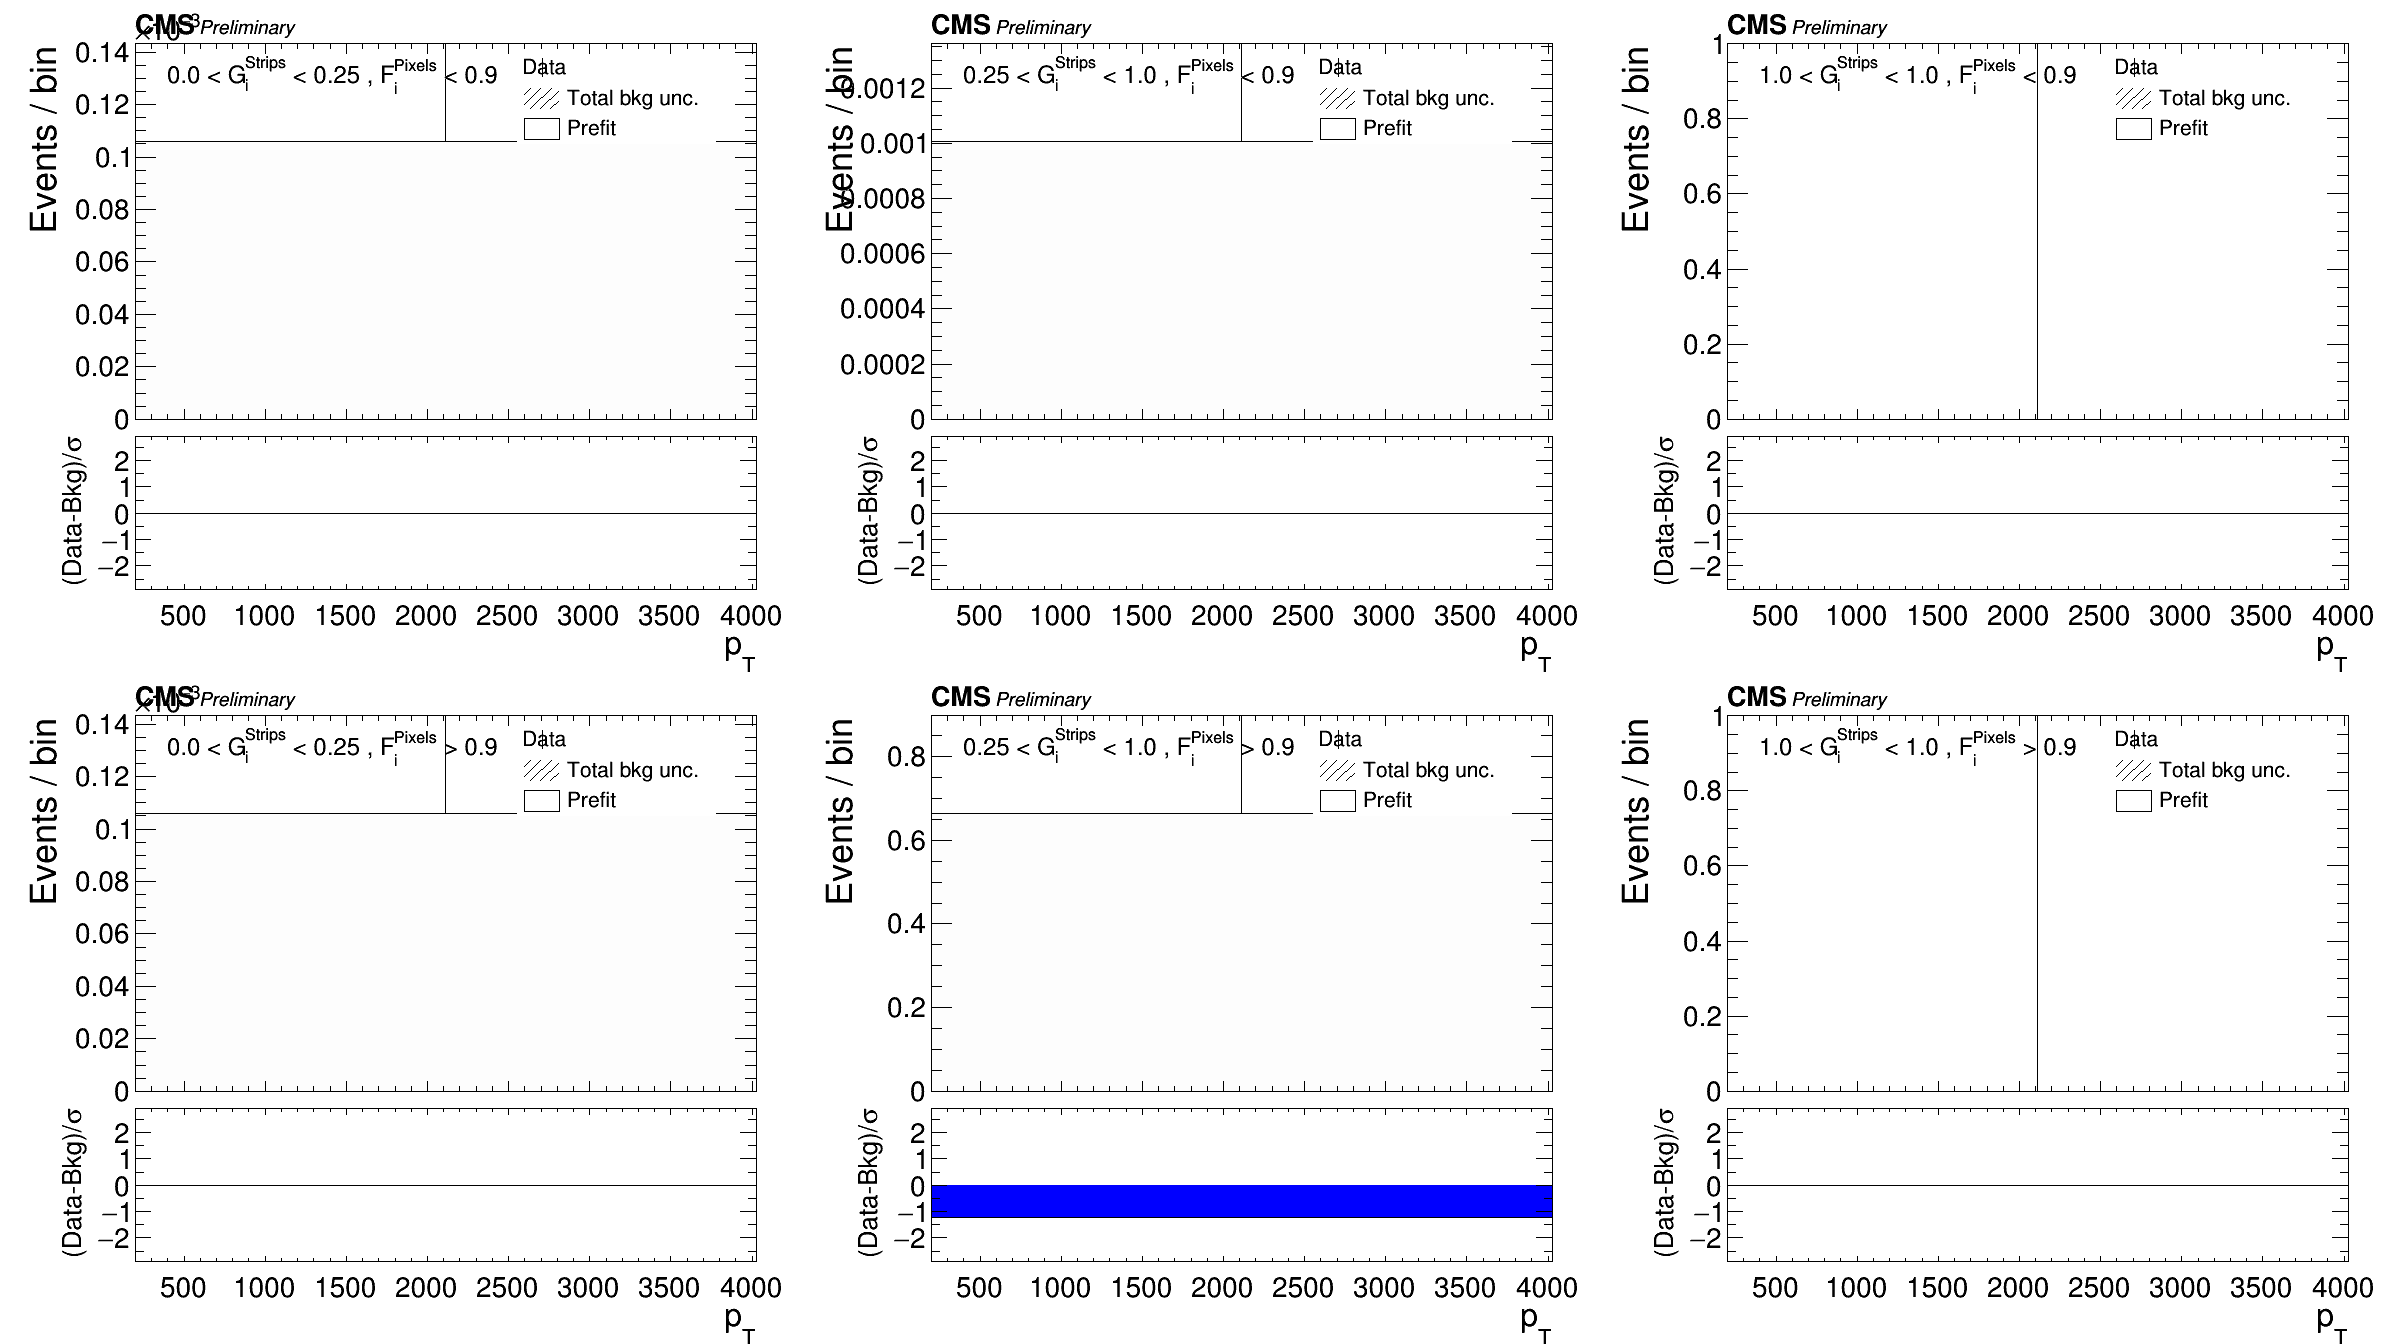 CMS Preliminary
×10⁻³
0.0 < G_i^Strips < 0.25 , F_i^Pixels < 0.9
Data
Total bkg unc.
Prefit
Events / bin
0.14
0.12
0.1
0.08
0.06
0.04
0.02
0
(Data-Bkg)/σ
2
1
0
−1
−2
500 1000 1500 2000 2500 3000 3500 4000
p_T
CMS Preliminary
0.25 < G_i^Strips < 1.0 , F_i^Pixels < 0.9
Data
Total bkg unc.
Prefit
Events / bin
0.0012
0.001
0.0008
0.0006
0.0004
0.0002
0
(Data-Bkg)/σ
2
1
0
−1
−2
500 1000 1500 2000 2500 3000 3500 4000
p_T
CMS Preliminary
1.0 < G_i^Strips < 1.0 , F_i^Pixels < 0.9
Data
Total bkg unc.
Prefit
Events / bin
1
0.8
0.6
0.4
0.2
0
(Data-Bkg)/σ
2
1
0
−1
−2
500 1000 1500 2000 2500 3000 3500 4000
p_T
CMS Preliminary
×10⁻³
0.0 < G_i^Strips < 0.25 , F_i^Pixels > 0.9
Data
Total bkg unc.
Prefit
Events / bin
0.14
0.12
0.1
0.08
0.06
0.04
0.02
0
(Data-Bkg)/σ
2
1
0
−1
−2
500 1000 1500 2000 2500 3000 3500 4000
p_T
CMS Preliminary
0.25 < G_i^Strips < 1.0 , F_i^Pixels > 0.9
Data
Total bkg unc.
Prefit
Events / bin
0.8
0.6
0.4
0.2
0
(Data-Bkg)/σ
2
1
0
−1
−2
500 1000 1500 2000 2500 3000 3500 4000
p_T
CMS Preliminary
1.0 < G_i^Strips < 1.0 , F_i^Pixels > 0.9
Data
Total bkg unc.
Prefit
Events / bin
1
0.8
0.6
0.4
0.2
0
(Data-Bkg)/σ
2
1
0
−1
−2
500 1000 1500 2000 2500 3000 3500 4000
p_T